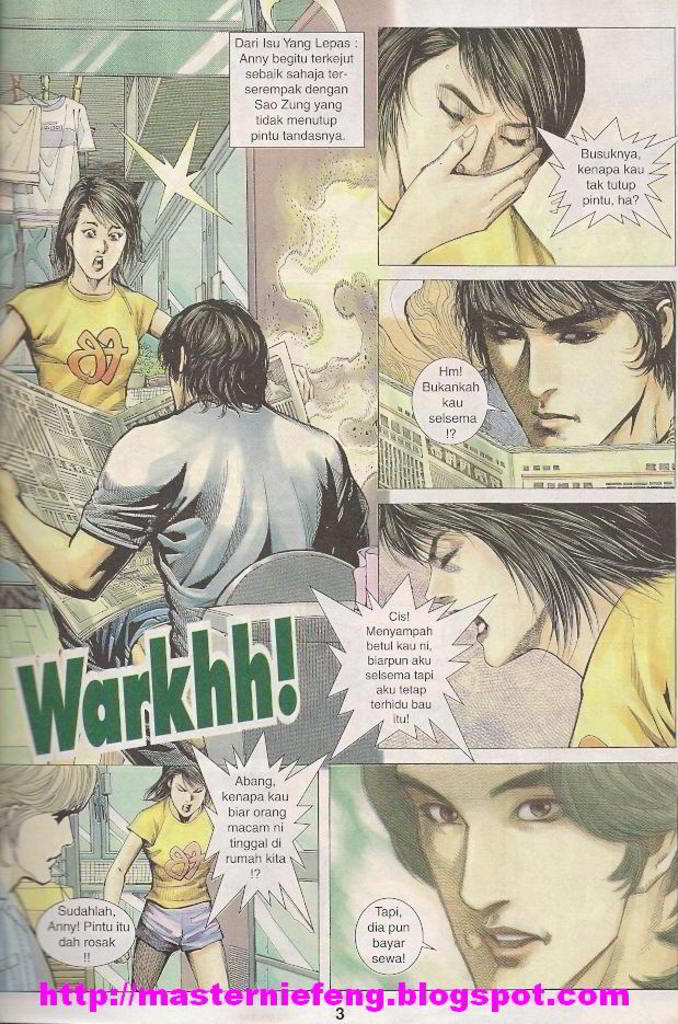 Dari Isu Yang Lepas :
Anny begitu terkejut
sebaik sahaja ter-
serempak dengan
Sao Zung yang
tidak menutup
pintu tandasnya.
Busuknya,
kenapa kau
tak tutup
pintu, ha?
Hm!
Bukankah
kau
selsema
!?
Cis!
Menyampah
betul kau ni,
biarpun aku
selsema tapi
aku tetap
terhidu bau
itu!
87
Warkhh!
Abang,
kenapa kau
biar orang
macam ni
tinggal di
rumah kita
!?
87
Sudahlah,
Anny! Pintu itu
dah rosak
!!
Tapi,
dia pun
bayar
sewa!
http://masterniefeng.blogspot.com
3